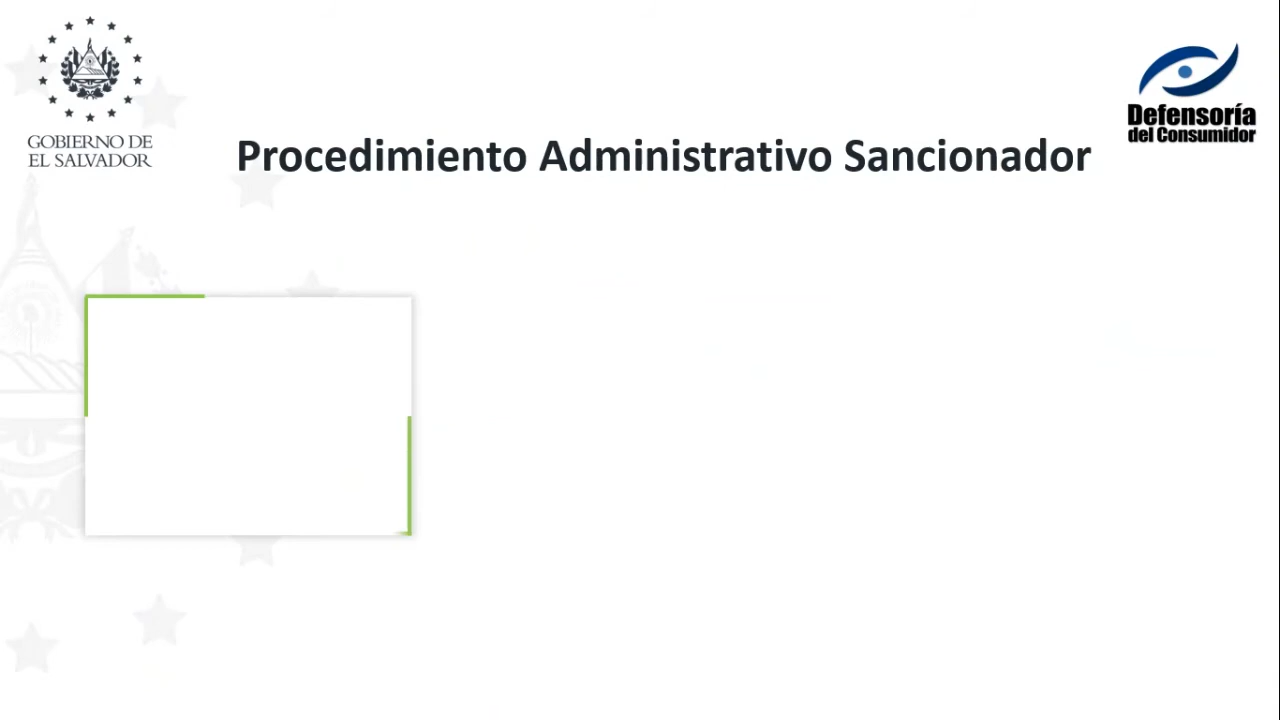 GOBIERNO DE
EL SALVADOR
Defensoría
del Consumidor
Procedimiento Administrativo Sancionador